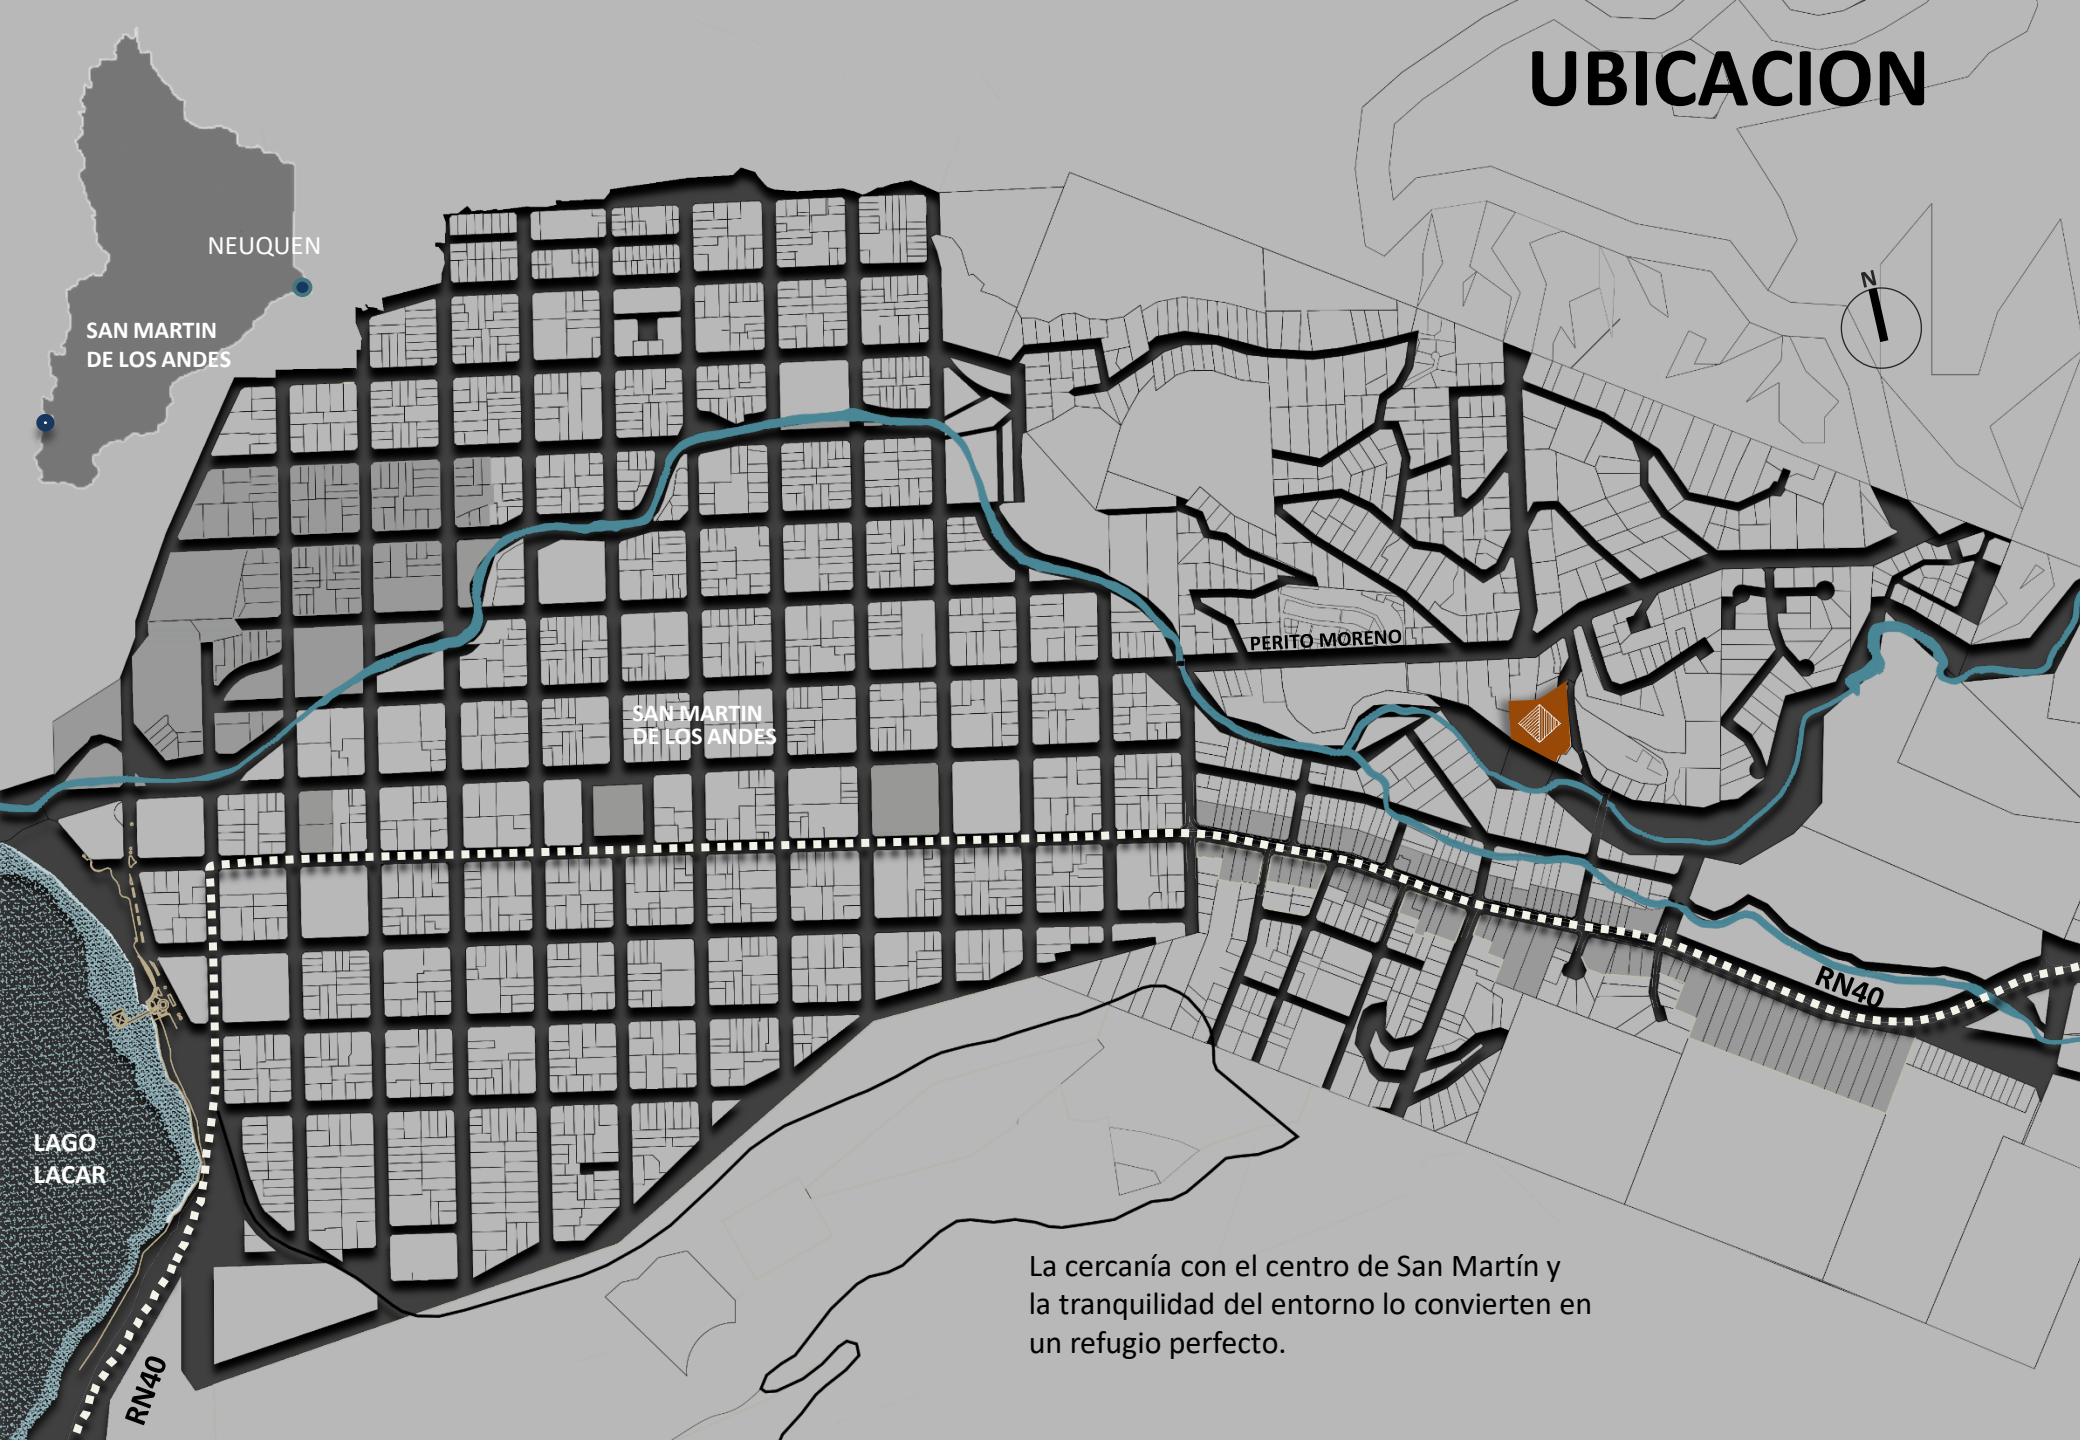 UBICACION
NEUQUEN
SAN MARTIN
DE LOS ANDES
N
PERITO MORENO
SAN MARTIN
DE LOS ANDES
RN40
LAGO
LACAR
La cercanía con el centro de San Martín y
la tranquilidad del entorno lo convierten en
un refugio perfecto.
RN40